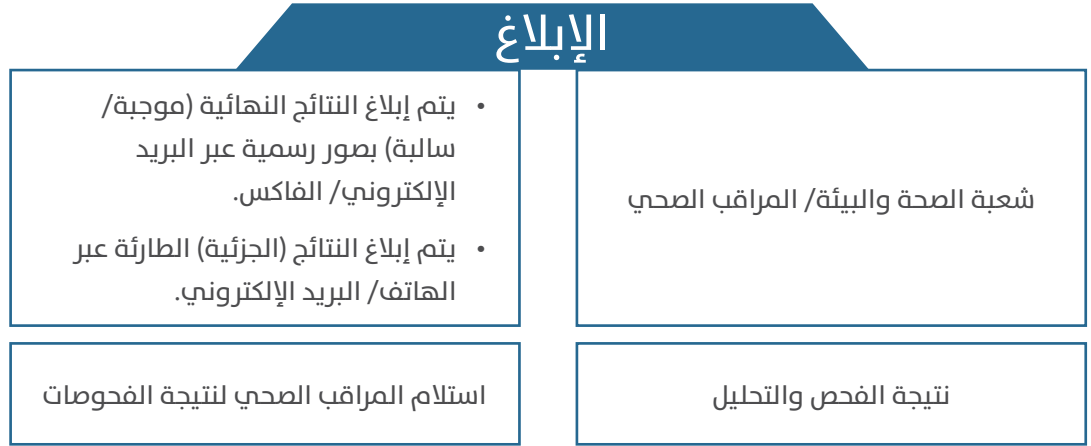 الإبلاغ
شعبة الصحة والبيئة/ المراقب الصحي
• يتم إبلاغ النتائج النهائية (موجبة/
سالبة) بصور رسمية عبر البريد
الإلكتروني/ الفاكس.
• يتم إبلاغ النتائج (الجزئية) الطارئة عبر
الهاتف/ البريد الإلكتروني.
نتيجة الفحص والتحليل
استلام المراقب الصحي لنتيجة الفحوصات